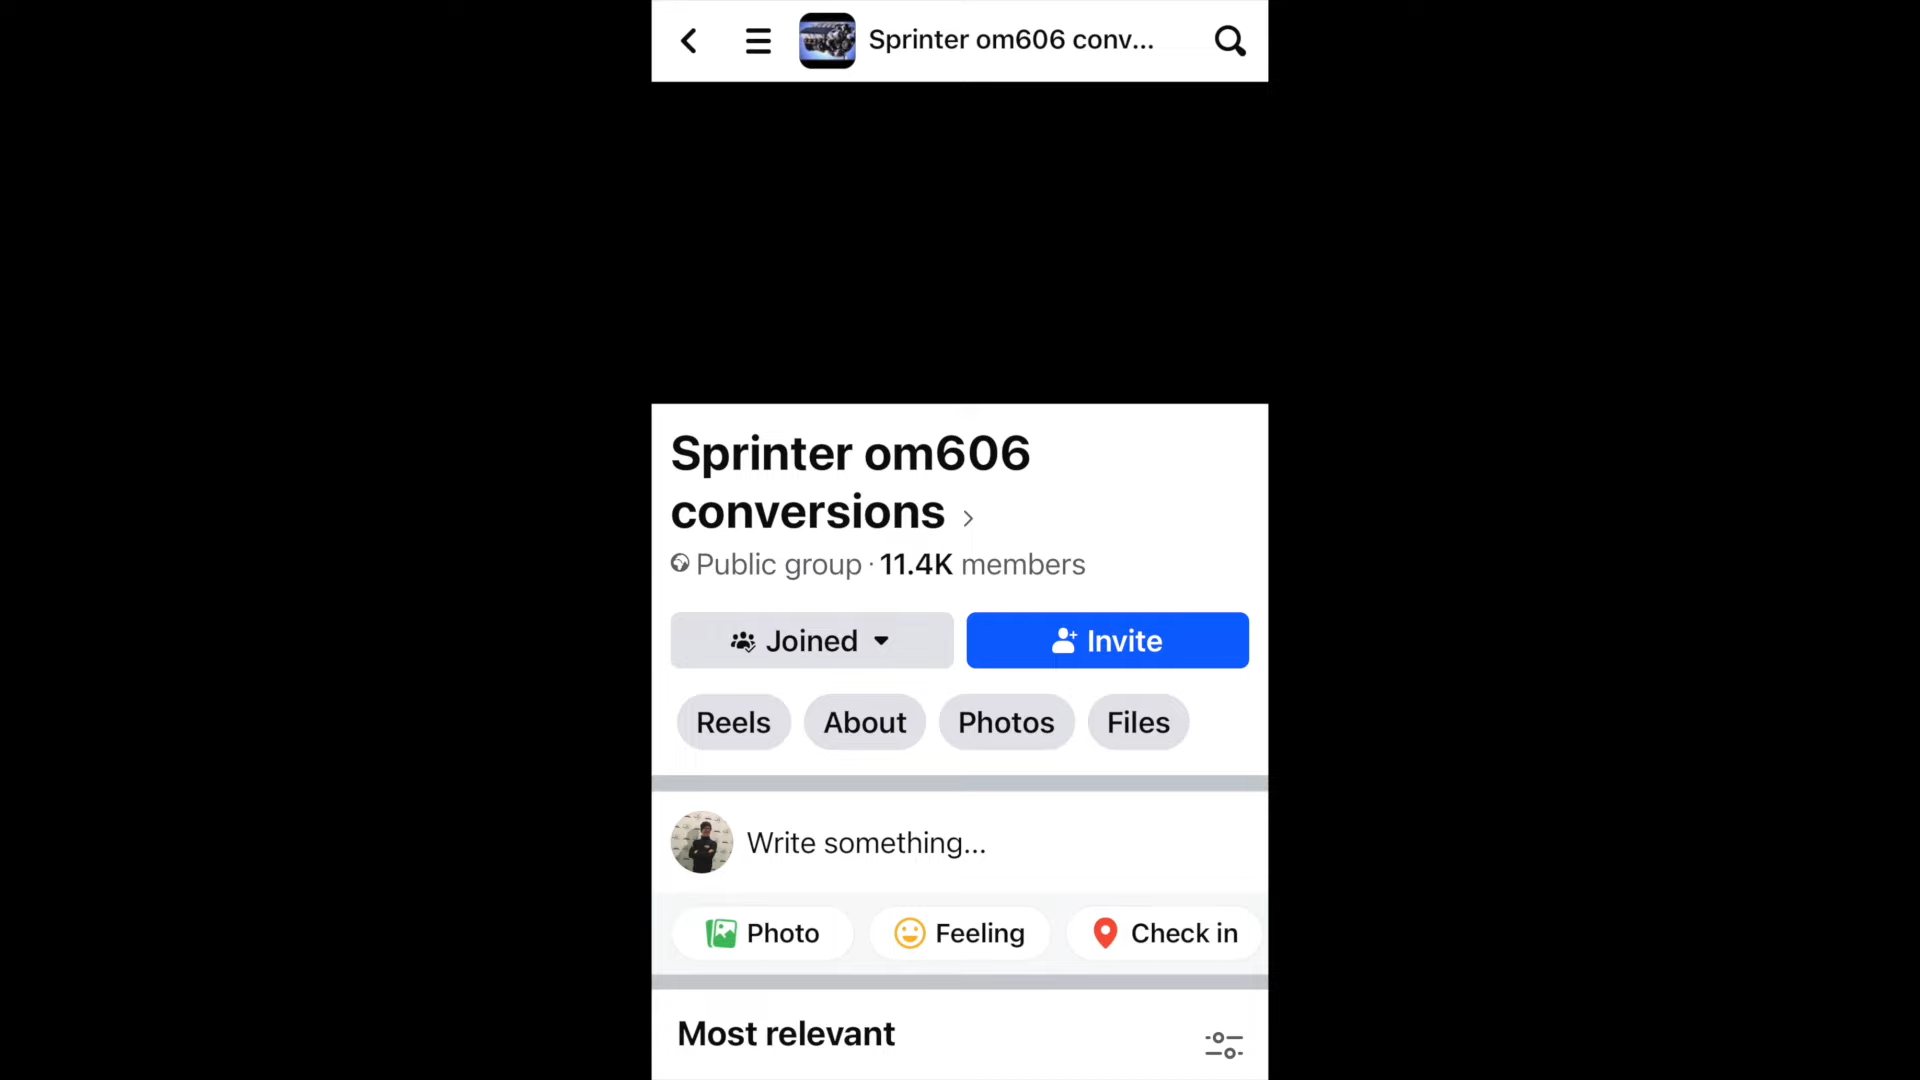 Sprinter om606 conv...
Sprinter om606
conversions
Public group · 11.4K members
Joined
Invite
Reels
About
Photos
Files
Write something...
Photo
Feeling
Check in
Most relevant